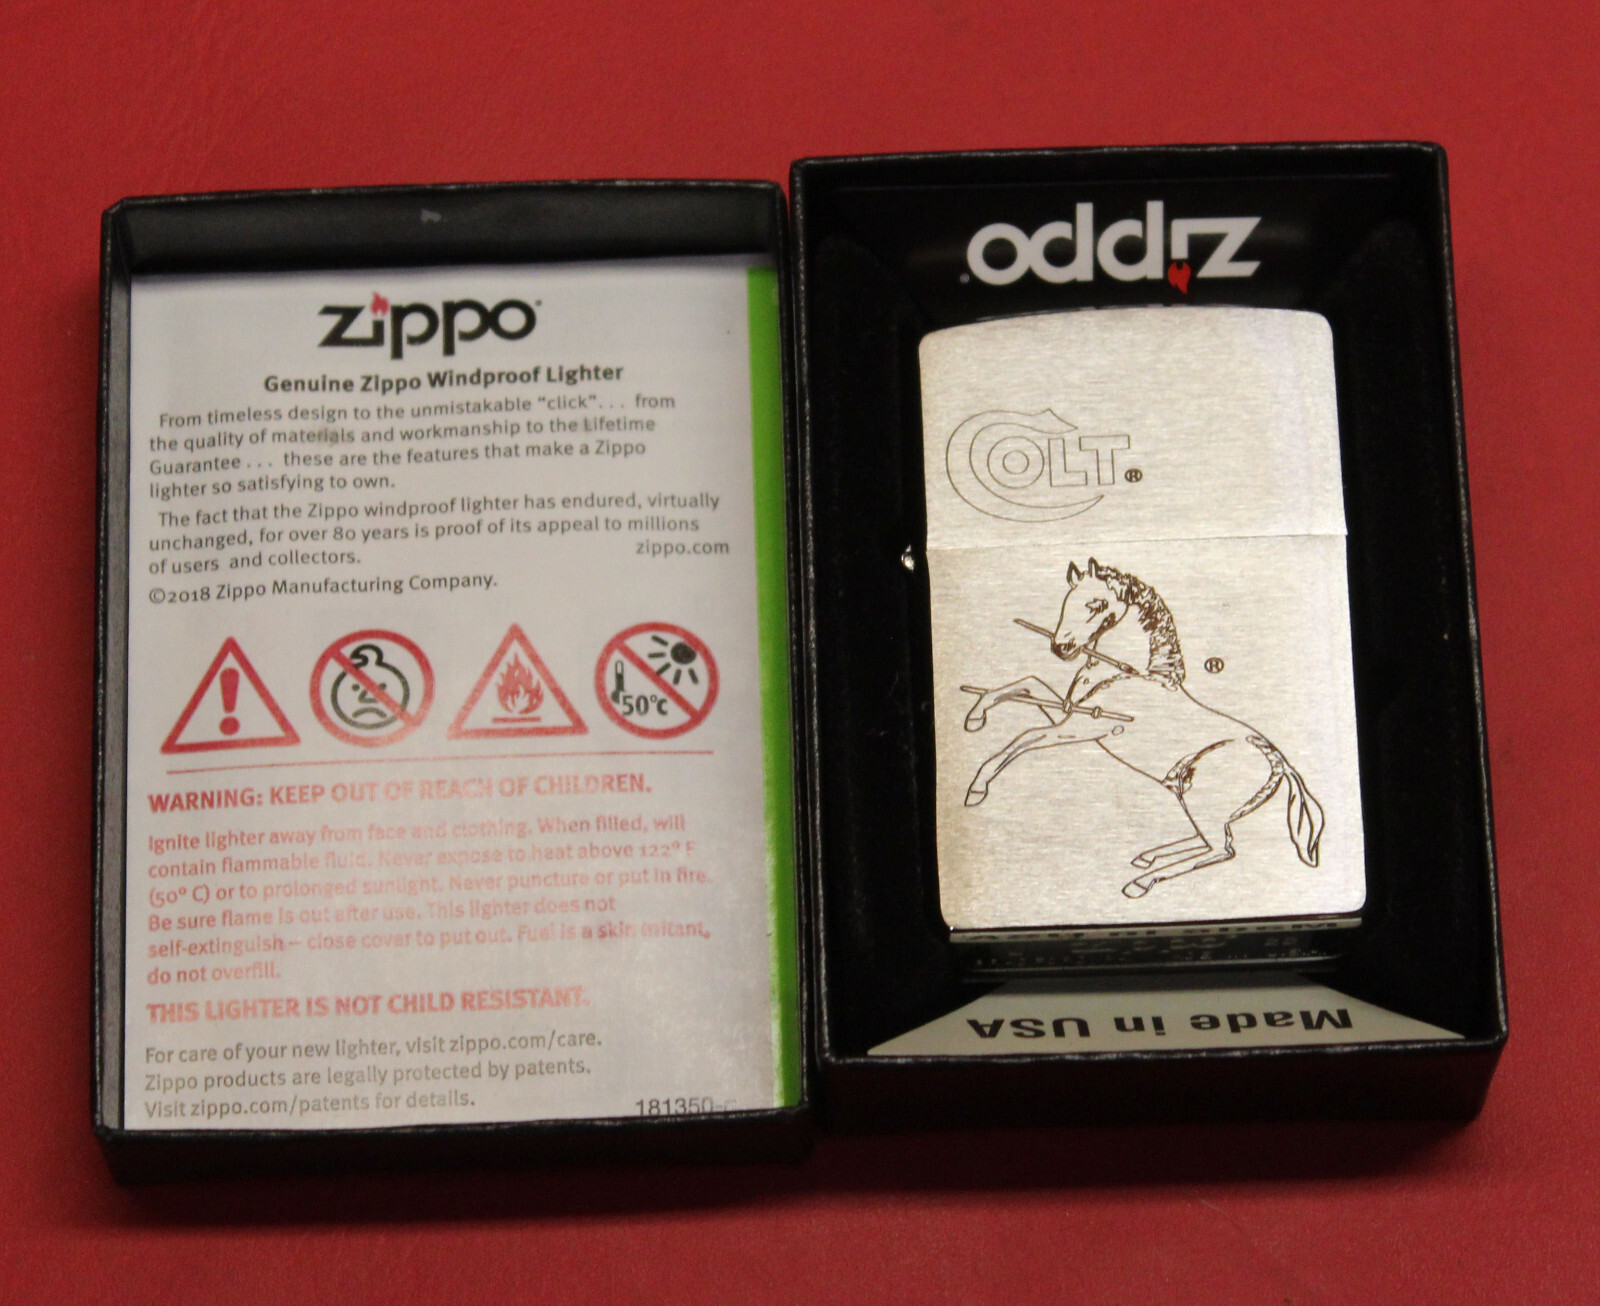 zippo
Genuine Zippo Windproof Lighter
From timeless design to the unmistakable “click”... from
the quality of materials and workmanship to the Lifetime
Guarantee... these are the features that make a Zippo
lighter so satisfying to own.
The fact that the Zippo windproof lighter has endured, virtually
unchanged, for over 80 years is proof of its appeal to millions
of users and collectors.
zippo.com
©2018 Zippo Manufacturing Company.
50°C
WARNING: KEEP OUT OF REACH OF CHILDREN.
Ignite lighter away from face and clothing. When filled, will
contain flammable fluid. Never expose to heat above 122° F
(50° C) or to prolonged sunlight. Never puncture or put in fire.
Be sure flame is out after use. This lighter does not
self-extinguish – close cover to put out. Fuel is a skin irritant,
do not overfill.
THIS LIGHTER IS NOT CHILD RESISTANT.
For care of your new lighter, visit zippo.com/care.
Zippo products are legally protected by patents.
Visit zippo.com/patents for details.
181350-
zippo
COLT®
®
Made in USA